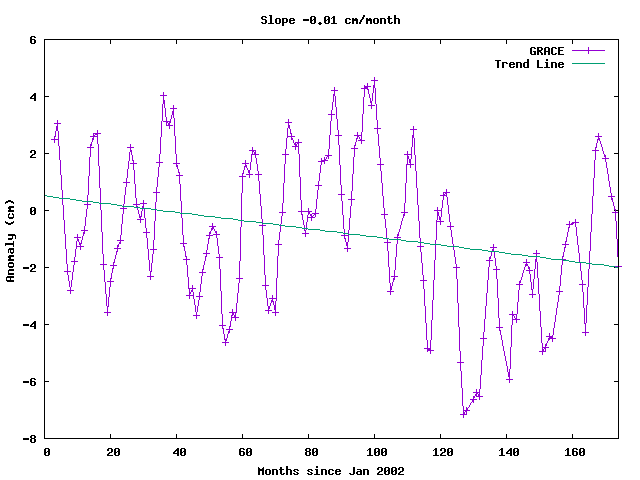 Slope -0.01 cm/month
GRACE
Trend Line
6
4
2
0
-2
-4
-6
-8
Anomaly (cm)
0 20 40 60 80 100 120 140 160
Months since Jan 2002